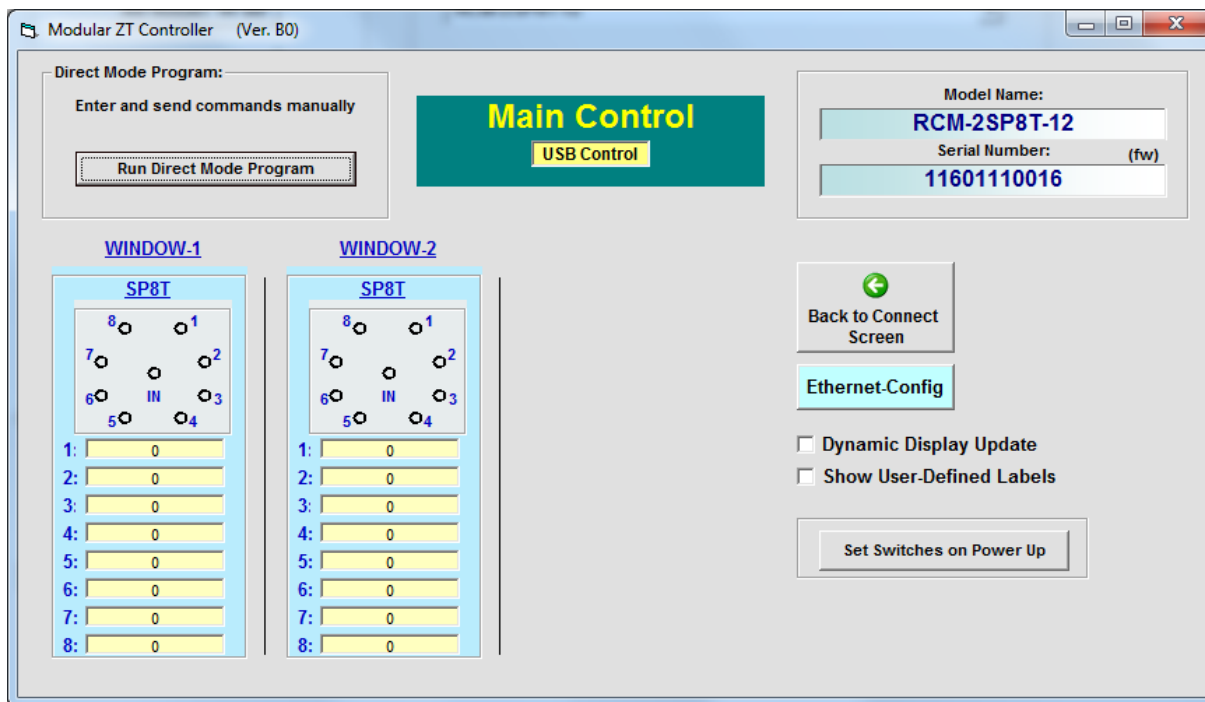 Modular ZT Controller (Ver. B0)
Direct Mode Program:
Enter and send commands manually
Run Direct Mode Program
Main Control
USB Control
Model Name:
RCM-2SP8T-12
Serial Number: (fw)
11601110016
WINDOW-1
SP8T
8 1
7 2
6 IN 3
5 4
1: 0
2: 0
3: 0
4: 0
5: 0
6: 0
7: 0
8: 0
WINDOW-2
SP8T
8 1
7 2
6 IN 3
5 4
1: 0
2: 0
3: 0
4: 0
5: 0
6: 0
7: 0
8: 0
Back to Connect
Screen
Ethernet-Config
Dynamic Display Update
Show User-Defined Labels
Set Switches on Power Up